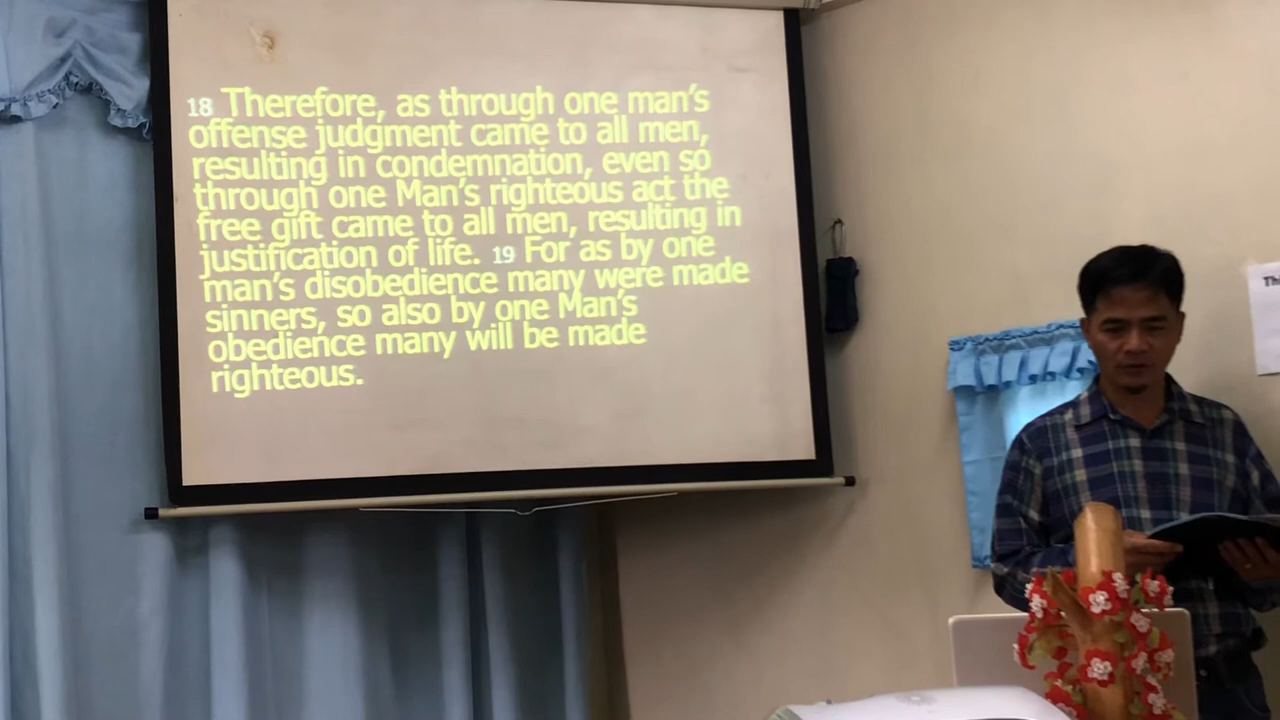 18 Therefore, as through one man's
offense judgment came to all men,
resulting in condemnation, even so
through one Man's righteous act the
free gift came to all men, resulting in
justification of life. 19 For as by one
man's disobedience many were made
sinners, so also by one Man's
obedience many will be made
righteous.